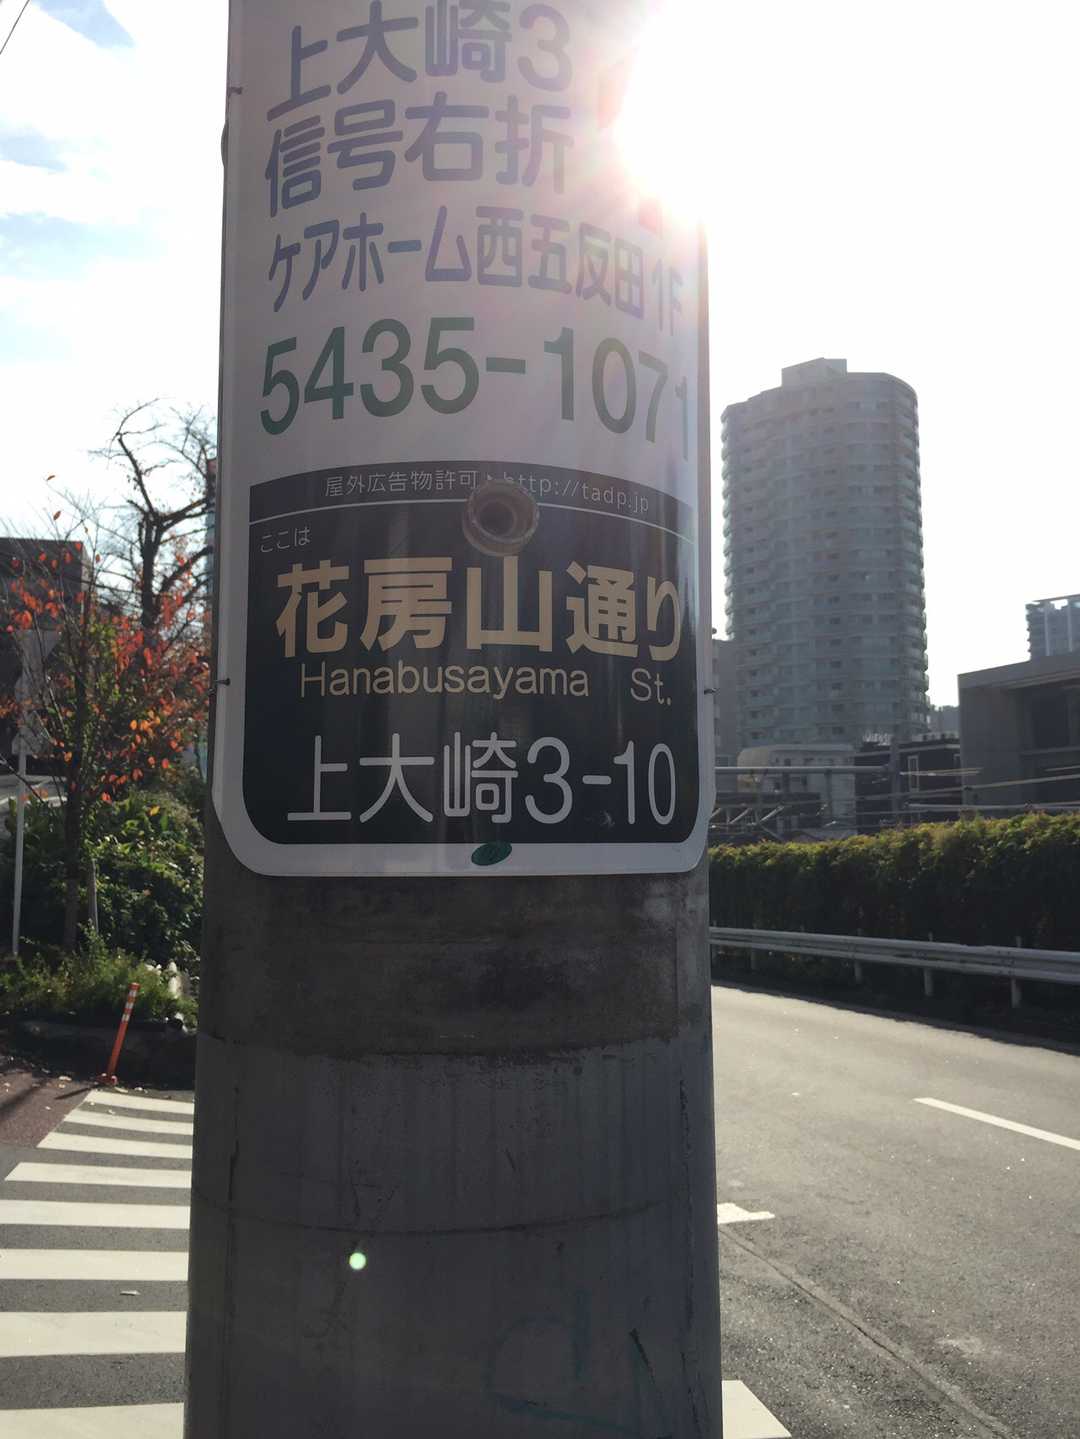 上大崎3
信号右折
ケアホーム西五反田
5435-1071
屋外広告物許可・http://tadp.jp
ここは
花房山通り
Hanabusayama St.
上大崎3-10